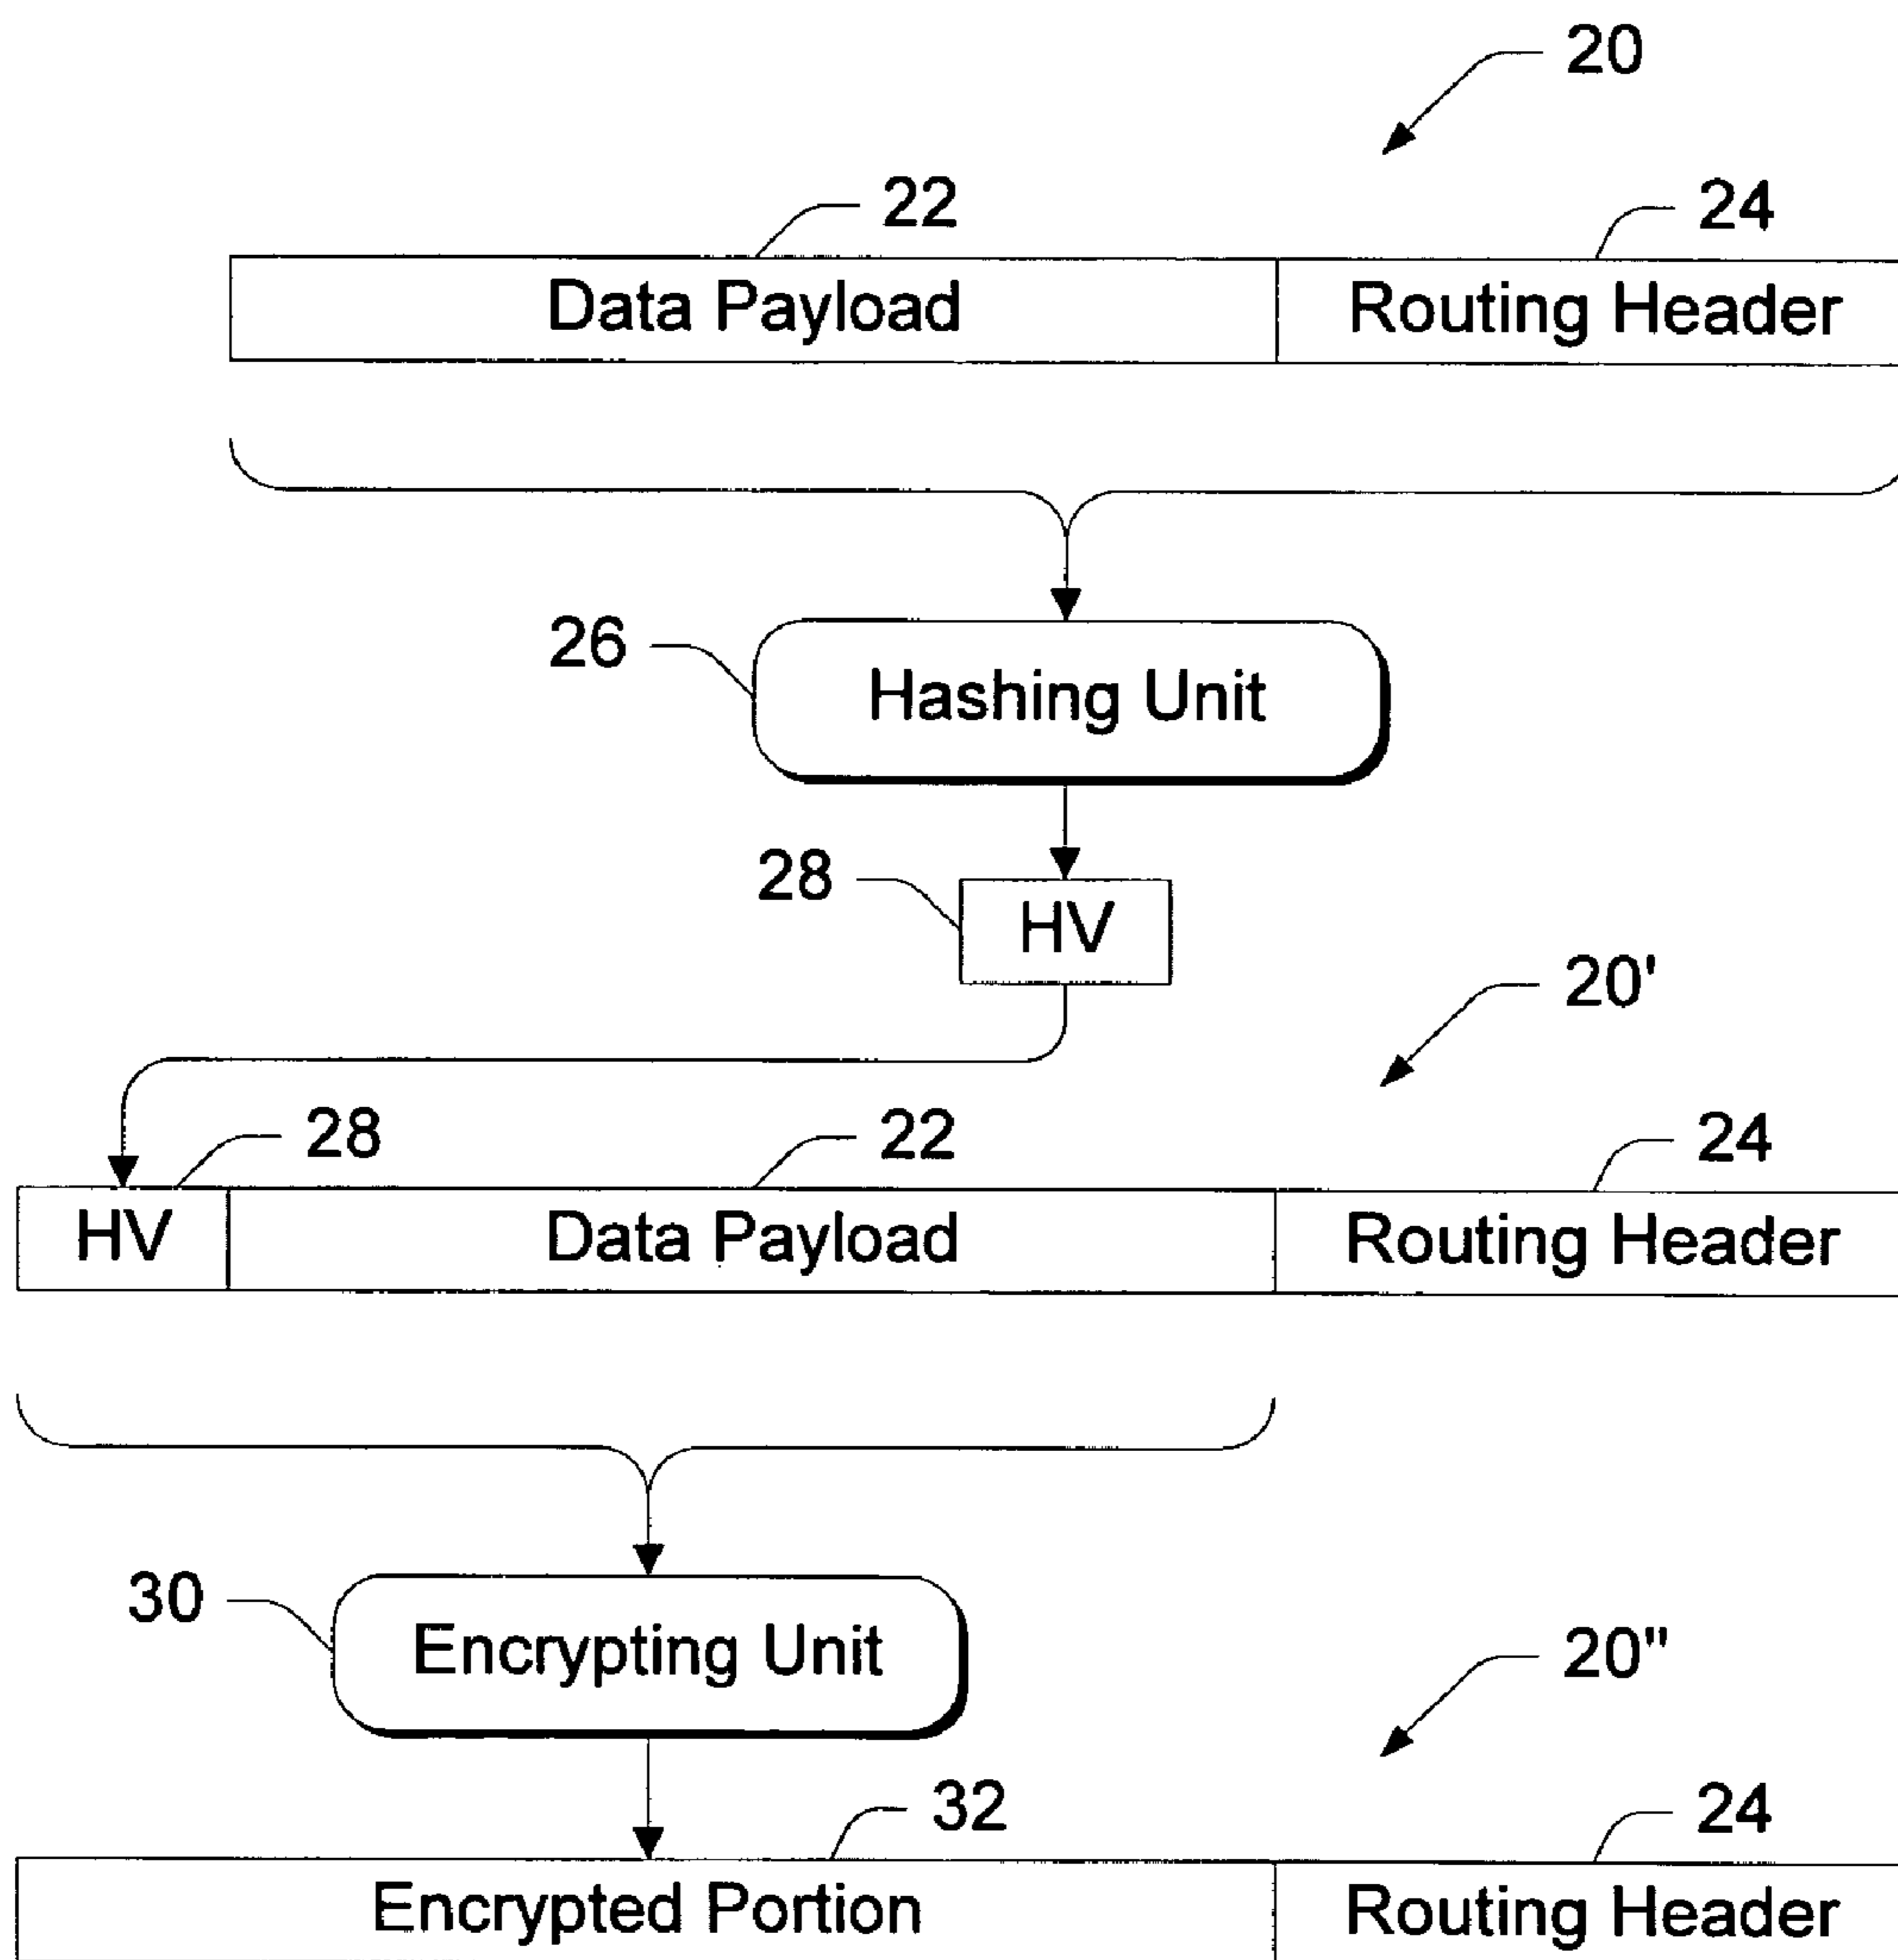 20
22
24
Data Payload Routing Header
26
Hashing Unit
28
HV
20'
28
22
24
HV Data Payload Routing Header
30
Encrypting Unit
20"
32
24
Encrypted Portion Routing Header